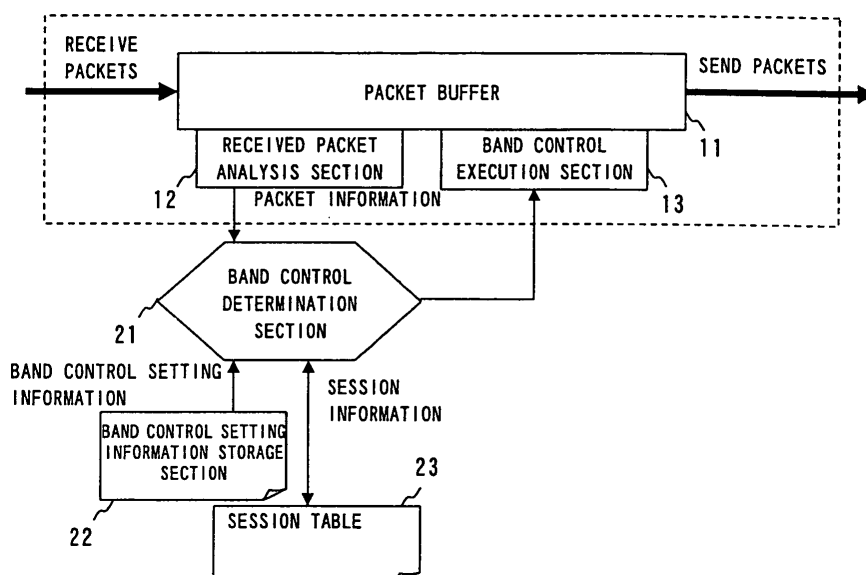 RECEIVE
PACKETS
PACKET BUFFER
SEND PACKETS
RECEIVED PACKET
ANALYSIS SECTION
BAND CONTROL
EXECUTION SECTION
11
12
PACKET INFORMATION
13
BAND CONTROL
DETERMINATION
SECTION
21
BAND CONTROL SETTING
INFORMATION
SESSION
INFORMATION
BAND CONTROL SETTING
INFORMATION STORAGE
SECTION
22
23
SESSION TABLE